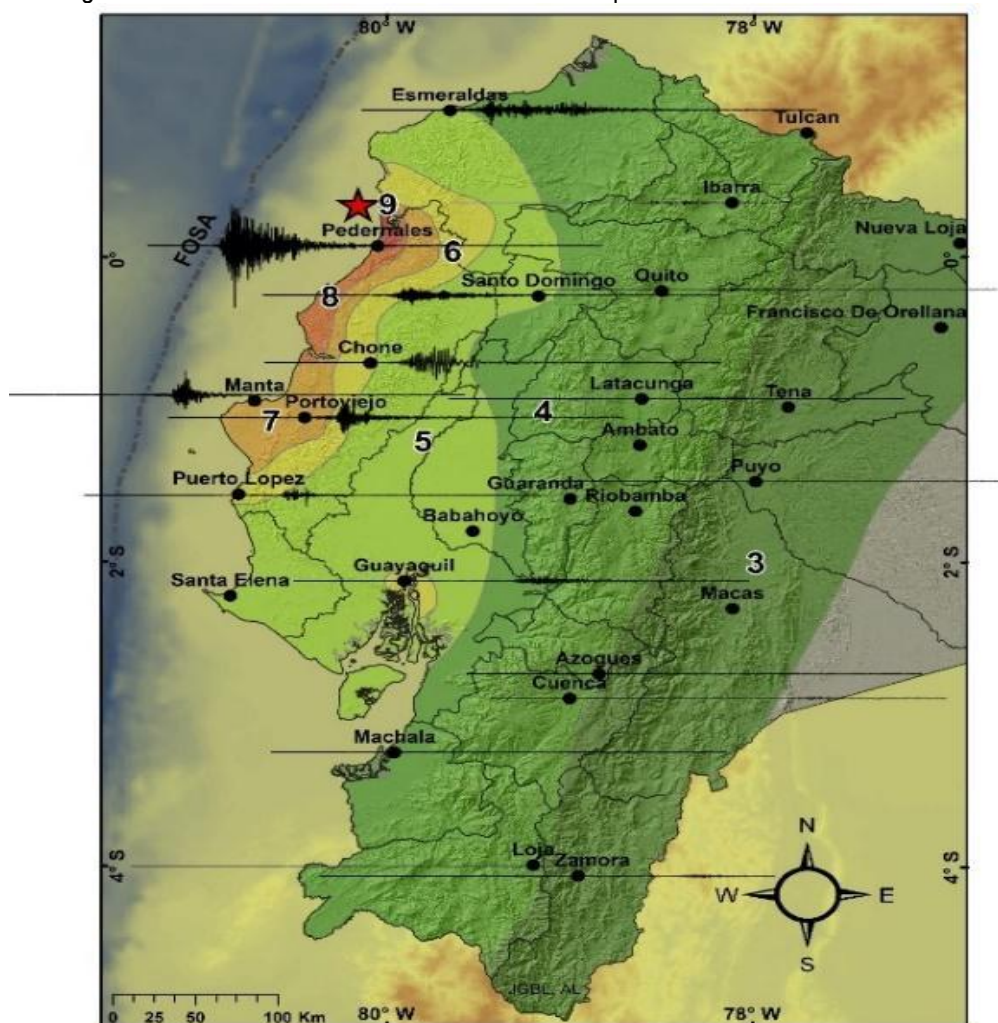 80° W
78° W
Esmeraldas
Tulcan
Ibarra
9
Pedernales
Nueva Loja
FOSA
6
0°
0°
Santo Domingo
Quito
8
Francisco De Orellana
Chone
Latacunga
Tena
Manta
Portoviejo
4
7
Ambato
5
Puyo
Puerto Lopez
Guaranda
Riobamba
Babahoyo
2° S
2° S
Guayaquil
3
Santa Elena
Macas
Azogues
Cuenca
Machala
N
Loja
Zamora
4° S
4° S
W
E
S
JGBL, AL
0 25 50 100 Km
80° W
78° W